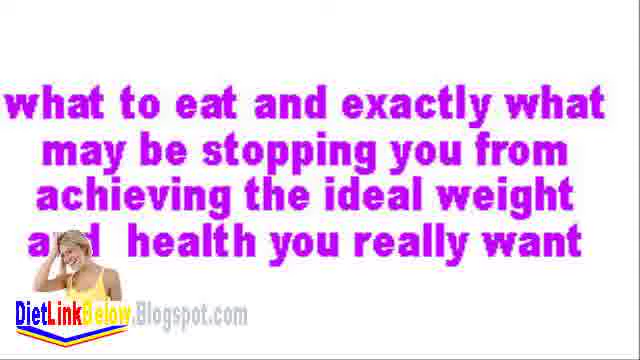 what to eat and exactly what
may be stopping you from
achieving the ideal weight
and health you really want
DietLinkBelow.Blogspot.com